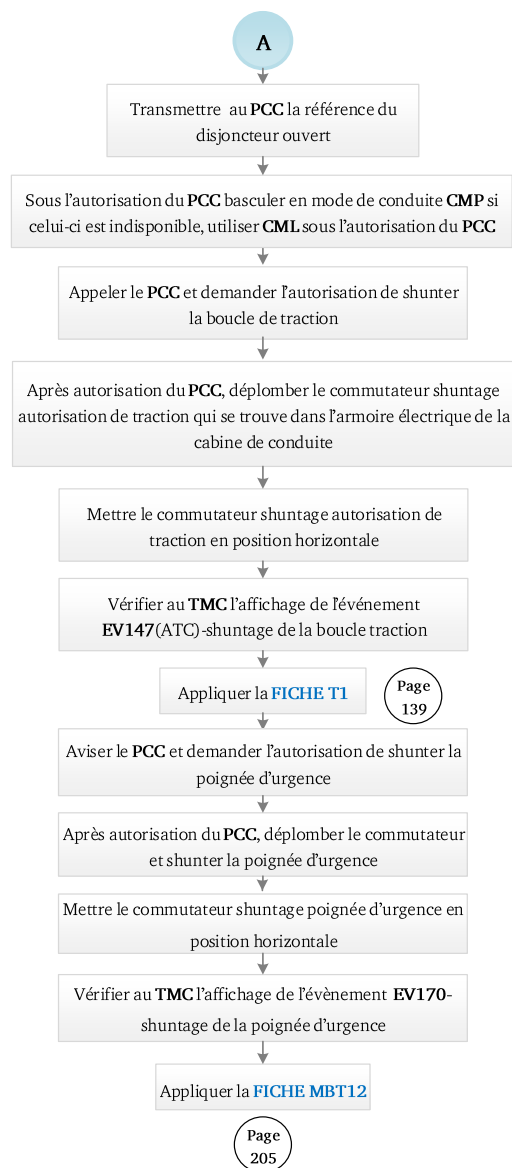 A
Transmettre au PCC la référence du
disjoncteur ouvert
Sous l'autorisation du PCC basculer en mode de conduite CMP si
celui-ci est indisponible, utiliser CML sous l'autorisation du PCC
Appeler le PCC et demander l'autorisation de shunter
la boucle de traction
Après autorisation du PCC, déplomber le commutateur shuntage
autorisation de traction qui se trouve dans l'armoire électrique de la
cabine de conduite
Mettre le commutateur shuntage autorisation de
traction en position horizontale
Vérifier au TMC l'affichage de l'événement
EV147(ATC)-shuntage de la boucle traction
Appliquer la FICHE T1
Page
139
Aviser le PCC et demander l'autorisation de shunter la
poignée d'urgence
Après autorisation du PCC, déplomber le commutateur
et shunter la poignée d'urgence
Mettre le commutateur shuntage poignée d'urgence en
position horizontale
Vérifier au TMC l'affichage de l'évènement EV170-
shuntage de la poignée d'urgence
Appliquer la FICHE MBT12
Page
205